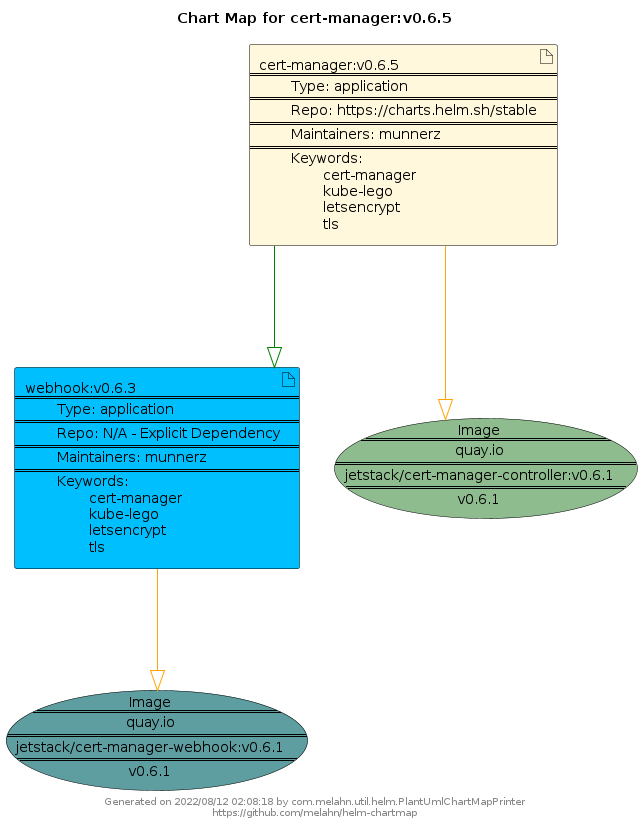 Chart Map for cert-manager:v0.6.5
cert-manager:v0.6.5
Type: application
Repo: https://charts.helm.sh/stable
Maintainers: munnerz
Keywords:
cert-manager
kube-lego
letsencrypt
tls
webhook:v0.6.3
Type: application
Repo: N/A - Explicit Dependency
Maintainers: munnerz
Keywords:
cert-manager
kube-lego
letsencrypt
tls
Image
quay.io
jetstack/cert-manager-controller:v0.6.1
v0.6.1
Image
quay.io
jetstack/cert-manager-webhook:v0.6.1
v0.6.1
Generated on 2022/08/12 02:08:18 by com.melahn.util.helm.PlantUmlChartMapPrinter
https://github.com/melahn/helm-chartmap